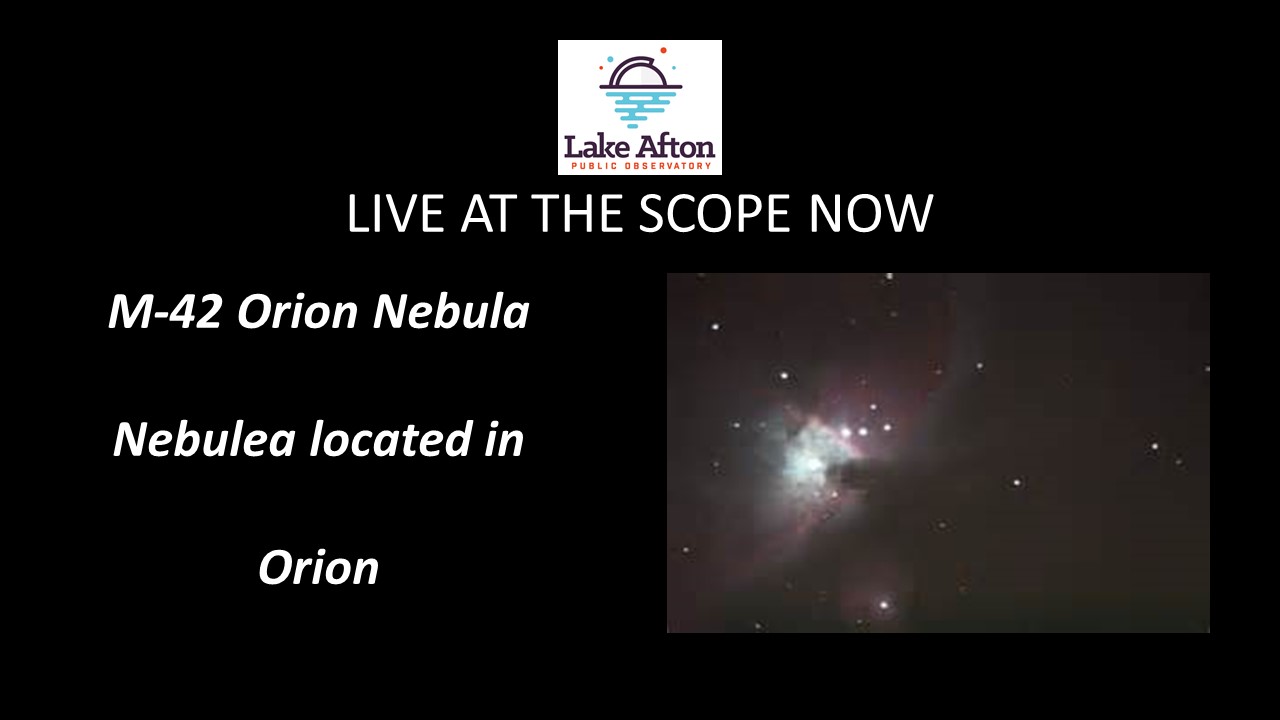 Lake Afton
PUBLIC OBSERVATORY
LIVE AT THE SCOPE NOW
M-42 Orion Nebula
Nebulea located in
Orion